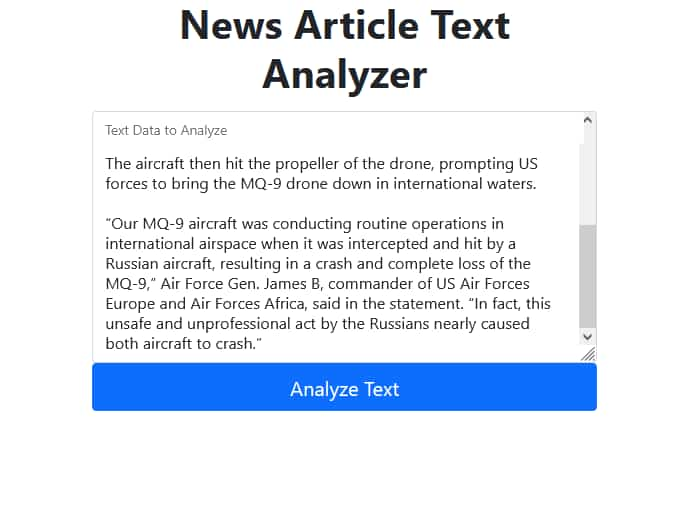 News Article Text
Analyzer
Text Data to Analyze
The aircraft then hit the propeller of the drone, prompting US
forces to bring the MQ-9 drone down in international waters.
“Our MQ-9 aircraft was conducting routine operations in
international airspace when it was intercepted and hit by a
Russian aircraft, resulting in a crash and complete loss of the
MQ-9,” Air Force Gen. James B, commander of US Air Forces
Europe and Air Forces Africa, said in the statement. “In fact, this
unsafe and unprofessional act by the Russians nearly caused
both aircraft to crash.”
Analyze Text